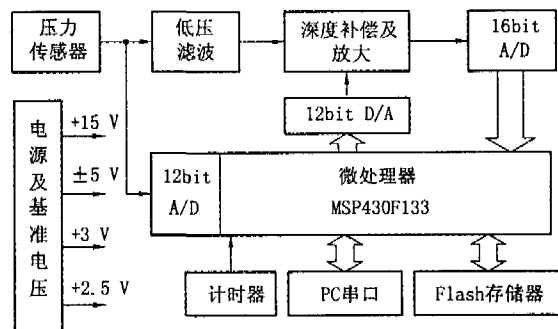 压力
传感器
低压
滤波
深度补偿及
放大
16bit
A/D
12bit D/A
电源及基准电压
+15 V
±5 V
+3 V
+2.5 V
12bit
A/D
微处理器
MSP430F133
计时器
PC串口
Flash存储器